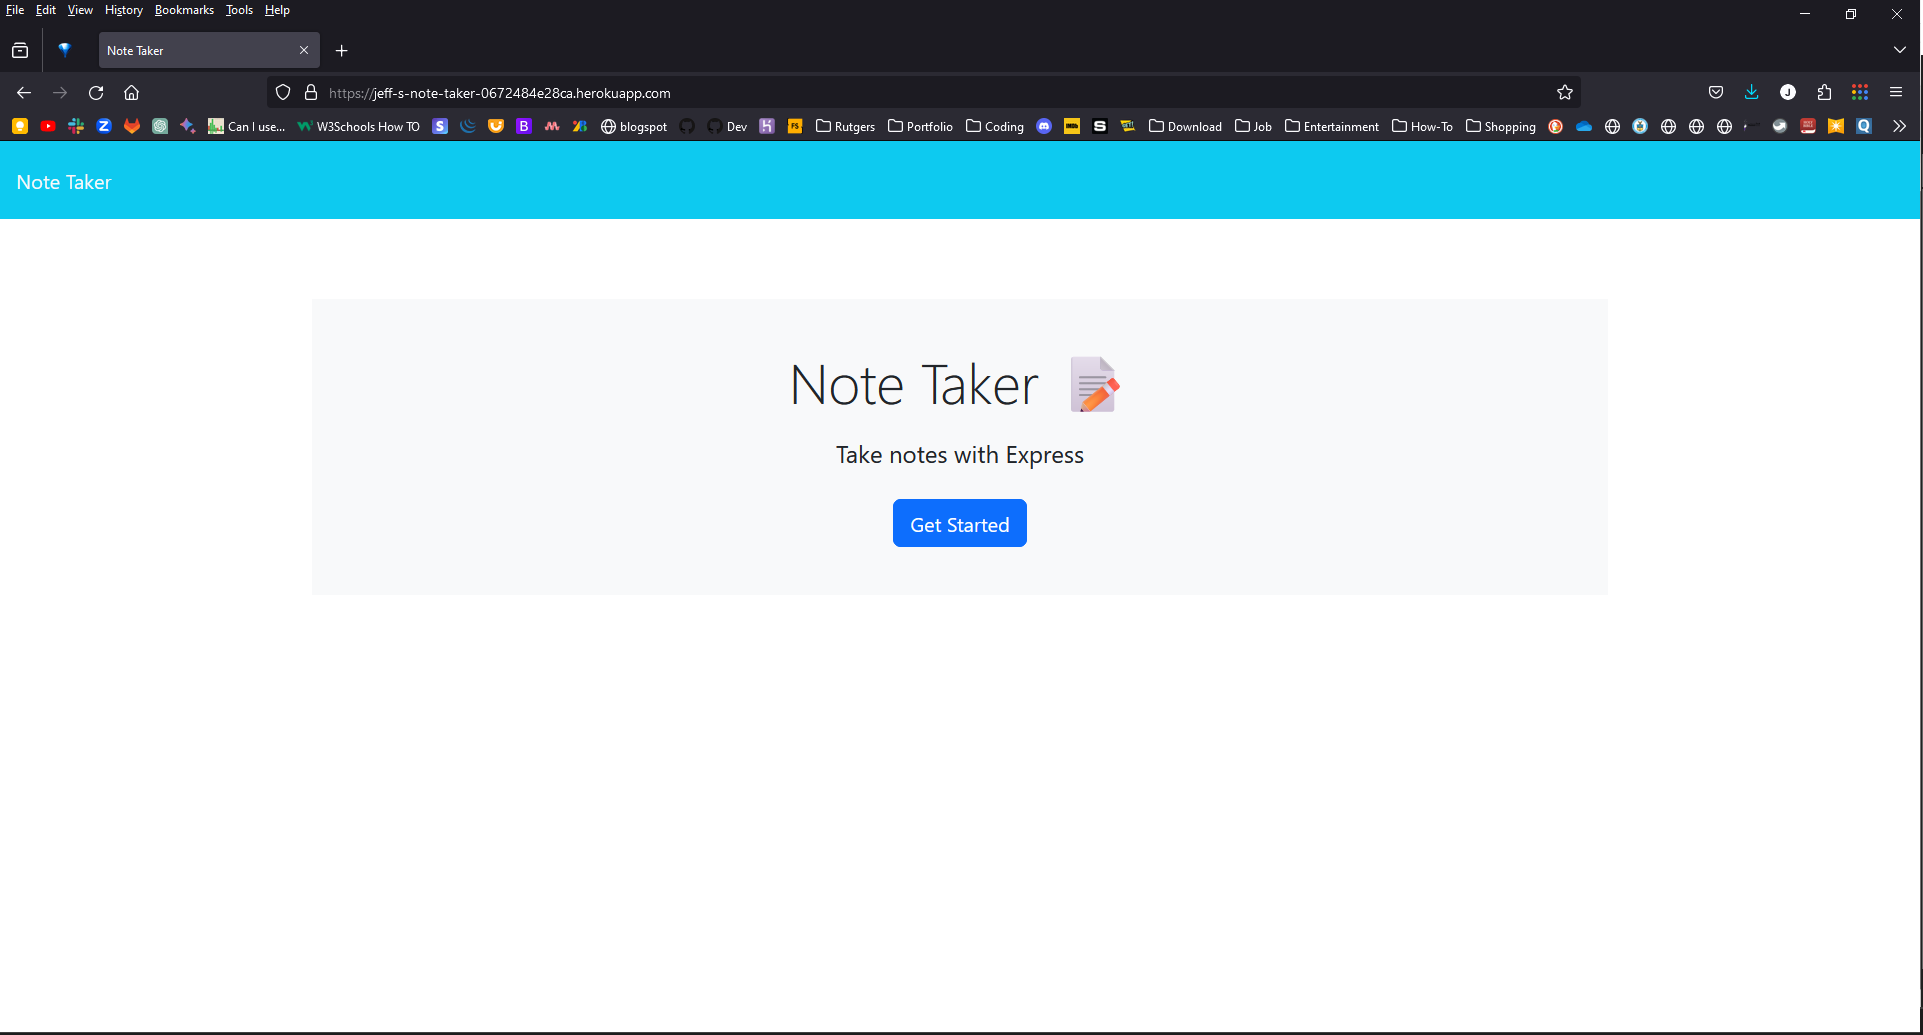 File Edit View History Bookmarks Tools Help
Note Taker
https://jeff-s-note-taker-0672484e28ca.herokuapp.com
Can I use... W3Schools How TO blogspot Dev Rutgers Portfolio Coding Download Job Entertainment How-To Shopping
Note Taker
Note Taker
Take notes with Express
Get Started